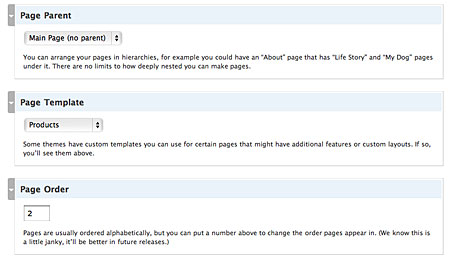 Page Parent
Main Page (no parent)
You can arrange your pages in hierarchies, for example you could have an "About" page that has "Life Story" and "My Dog" pages
under it. There are no limits to how deeply nested you can make pages.
Page Template
Products
Some themes have custom templates you can use for certain pages that might have additional features or custom layouts. If so,
you'll see them above.
Page Order
2
Pages are usually ordered alphabetically, but you can put a number above to change the order pages appear in. (We know this is
a little janky, it'll be better in future releases.)